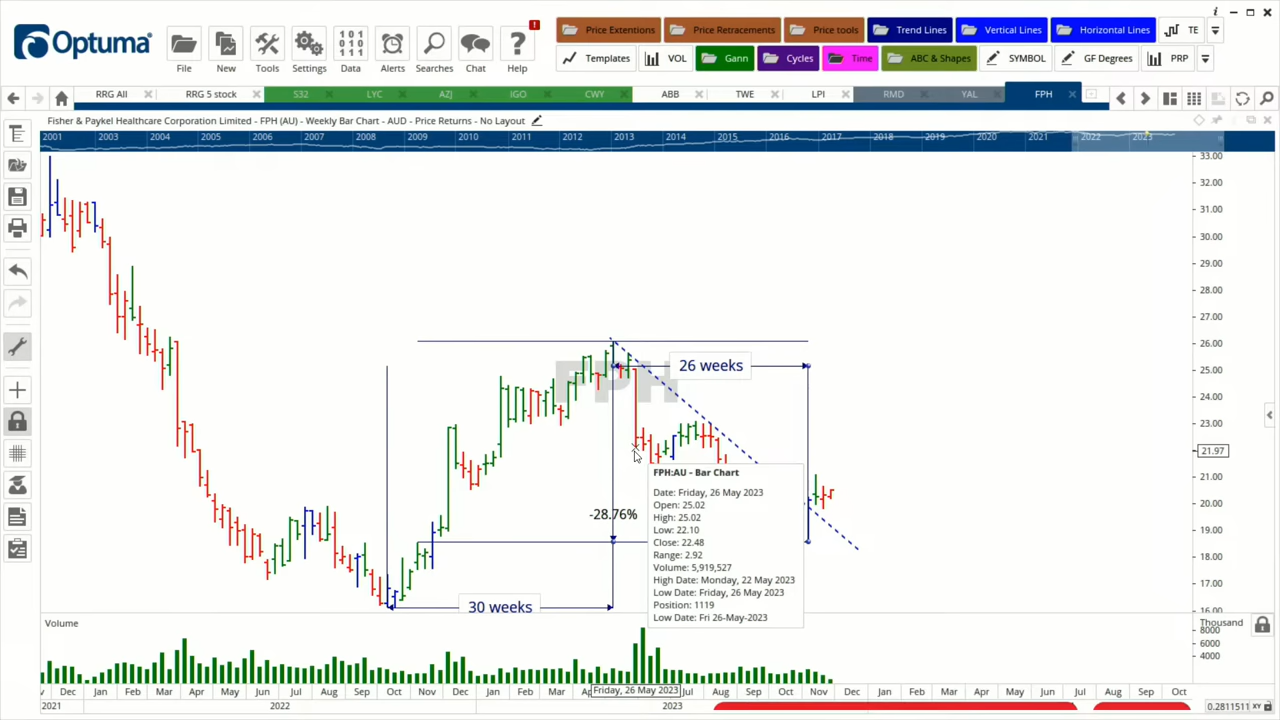 i
Optuma
File
New
Tools
Settings
101
010
101
Data
Alerts
Searches
Chat
!
?
Help
Price Extentions
Price Retracements
Price tools
Trend Lines
Vertical Lines
Horizontal Lines
TE
Templates
VOL
Gann
Cycles
Time
ABC & Shapes
SYMBOL
GF Degrees
PRP
RRG All
RRG 5 stock
S32
LYC
AZJ
IGO
CWY
ABB
TWE
LPI
RMD
YAL
FPH
Fisher & Paykel Healthcare Corporation Limited - FPH (AU) - Weekly Bar Chart - AUD - Price Returns - No Layout
2001 2002 2003 2004 2005 2006 2007 2008 2009 2010 2011 2012 2013 2014 2015 2016 2017 2018 2019 2020 2021 2022 2023
33.00
32.00
31.00
30.00
29.00
28.00
27.00
26.00
25.00
24.00
23.00
21.97
21.00
20.00
19.00
18.00
17.00
16.00
FPH
26 weeks
-28.76%
30 weeks
FPH:AU - Bar Chart
Date: Friday, 26 May 2023
Open: 25.02
High: 25.02
Low: 22.10
Close: 22.48
Range: 2.92
Volume: 5,919,527
High Date: Monday, 22 May 2023
Low Date: Friday, 26 May 2023
Position: 1119
Low Date: Fri 26-May-2023
Volume
Thousand
8000
6000
4000
Dec Jan Feb Mar Apr May Jun Jul Aug Sep Oct Nov Dec Jan Feb Mar Friday, 26 May 2023 Jul Aug Sep Oct Nov Dec Jan Feb Mar Apr May Jun Jul Aug Sep Oct
2021
2022
2023
0.2811511 XY